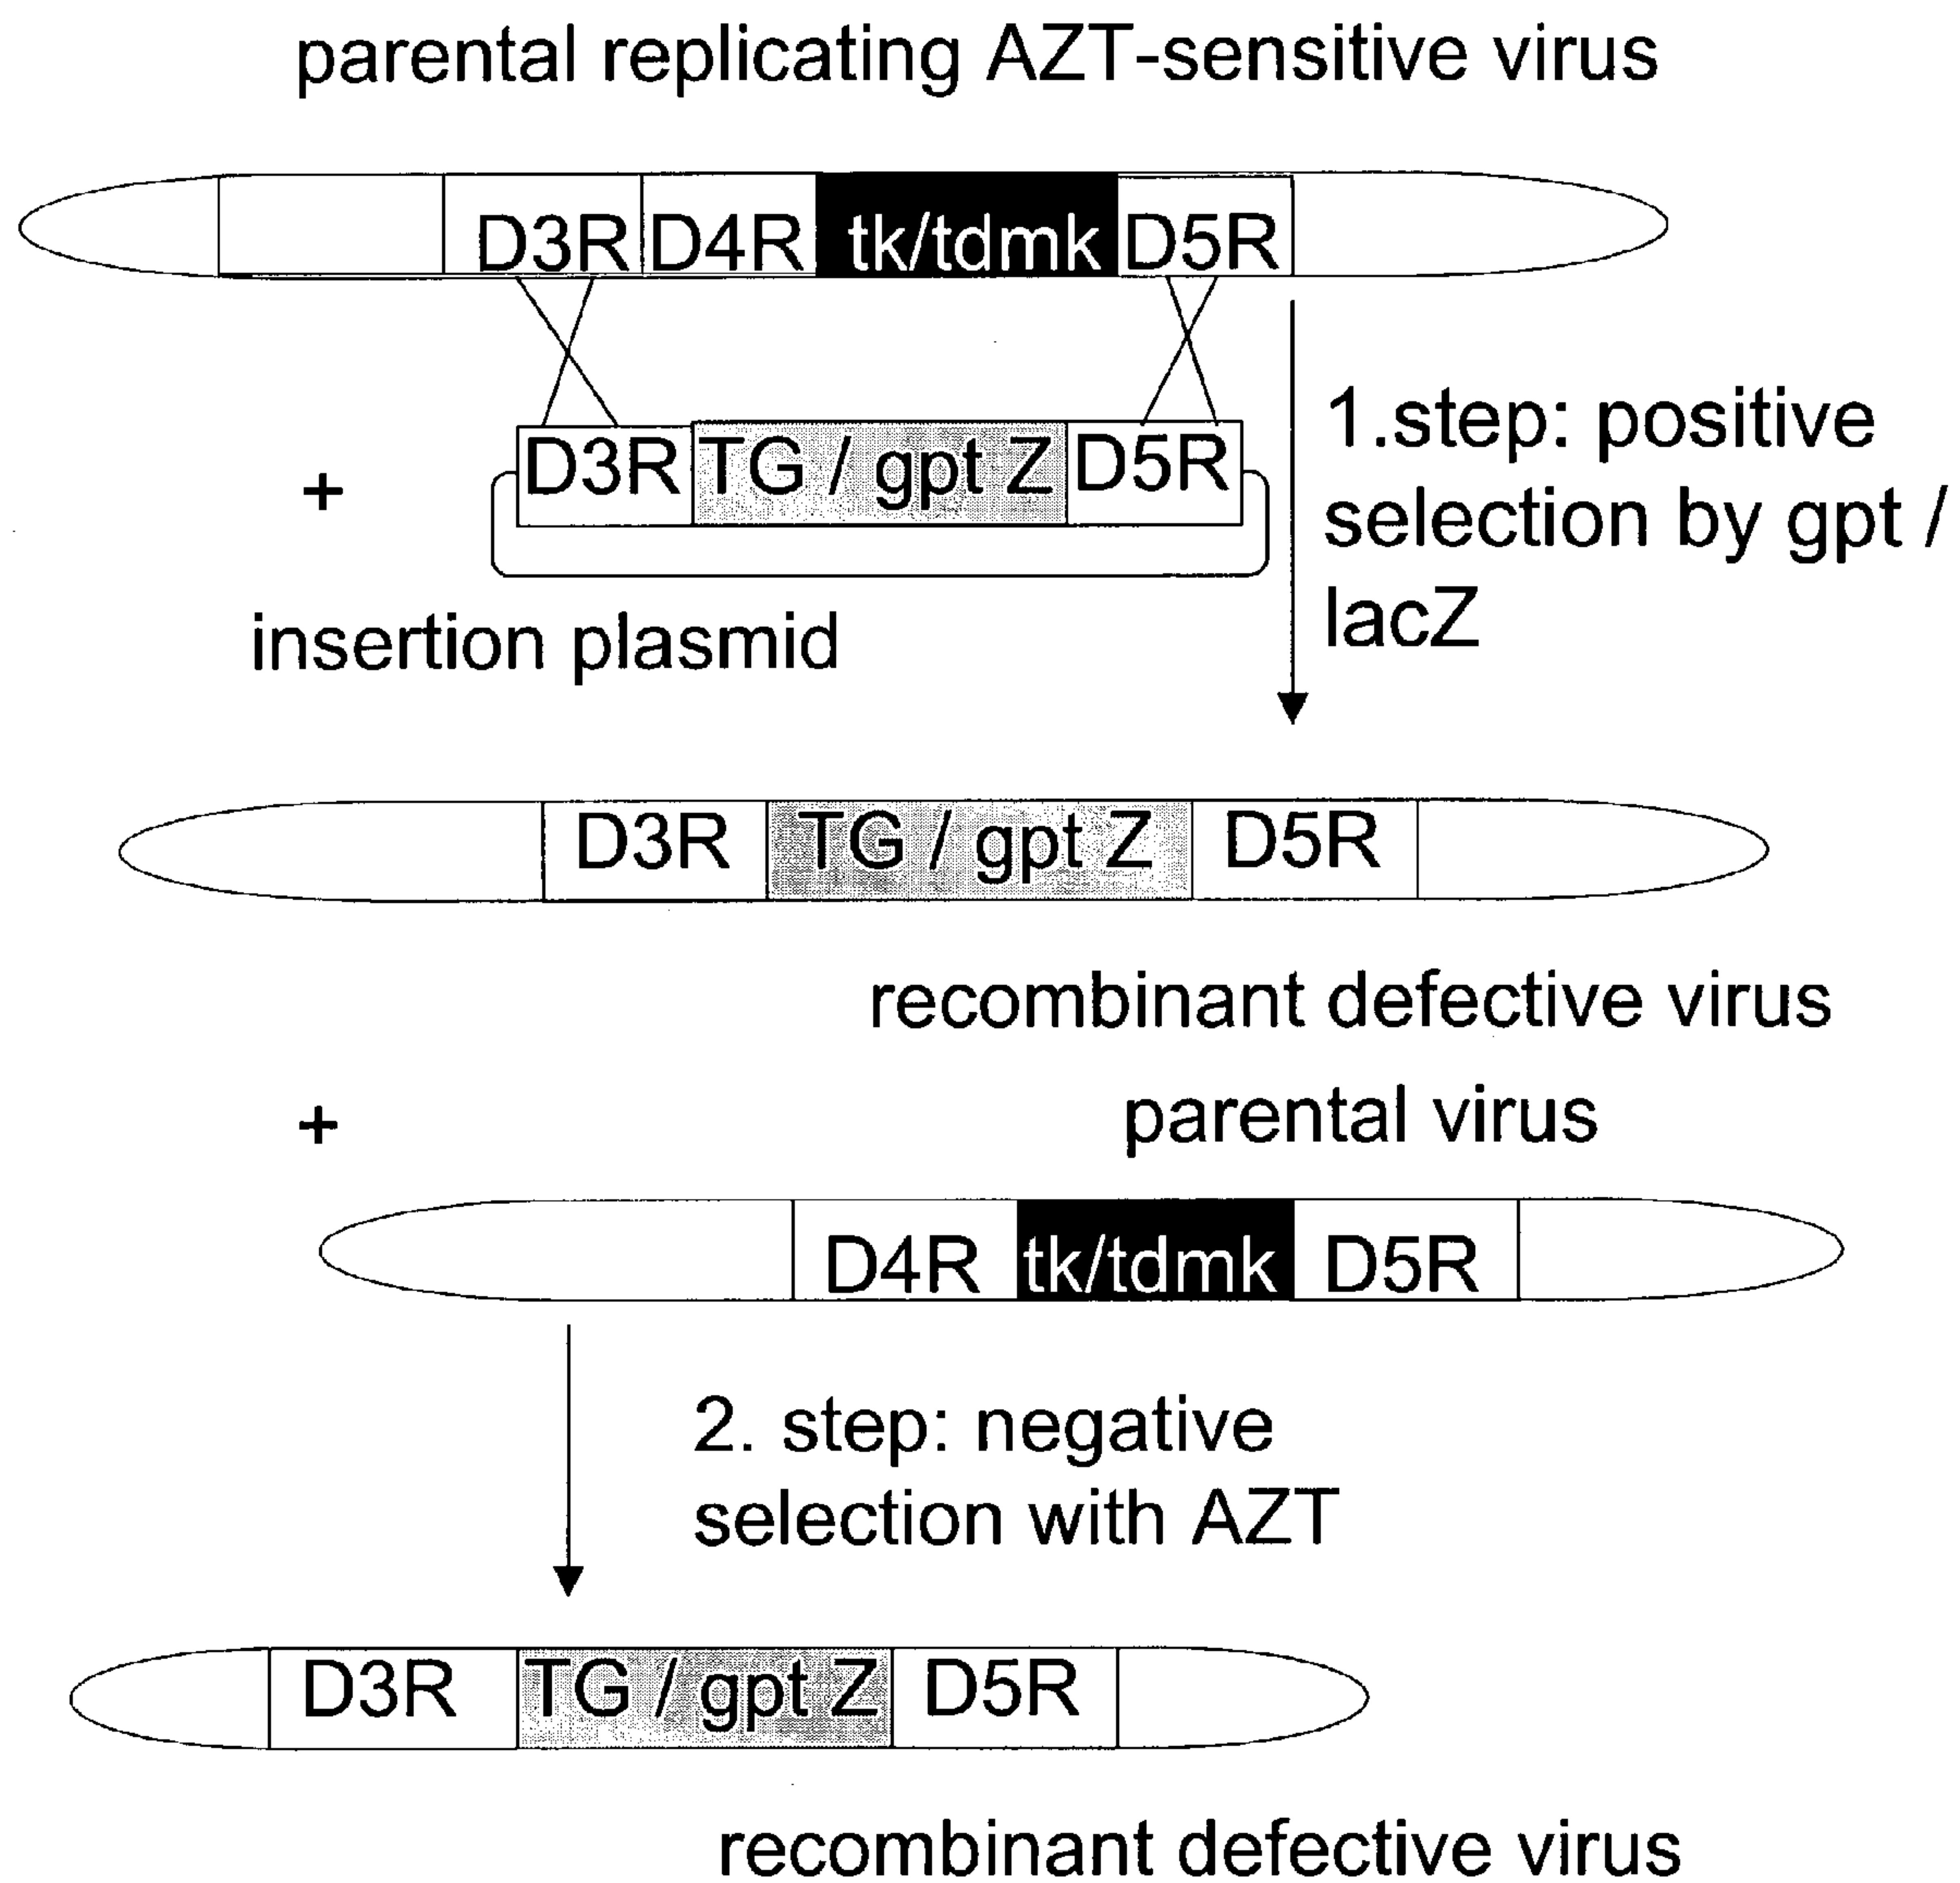 parental replicating AZT-sensitive virus
D3R D4R tk/tdmk D5R
D3R TG / gpt Z D5R
+
1.step: positive
selection by gpt /
lacZ
insertion plasmid
D3R TG / gpt Z D5R
recombinant defective virus
+
parental virus
D4R tk/tdmk D5R
2. step: negative
selection with AZT
D3R TG / gpt Z D5R
recombinant defective virus